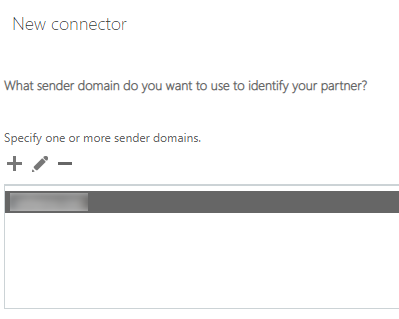 New connector
What sender domain do you want to use to identify your partner?
Specify one or more sender domains.